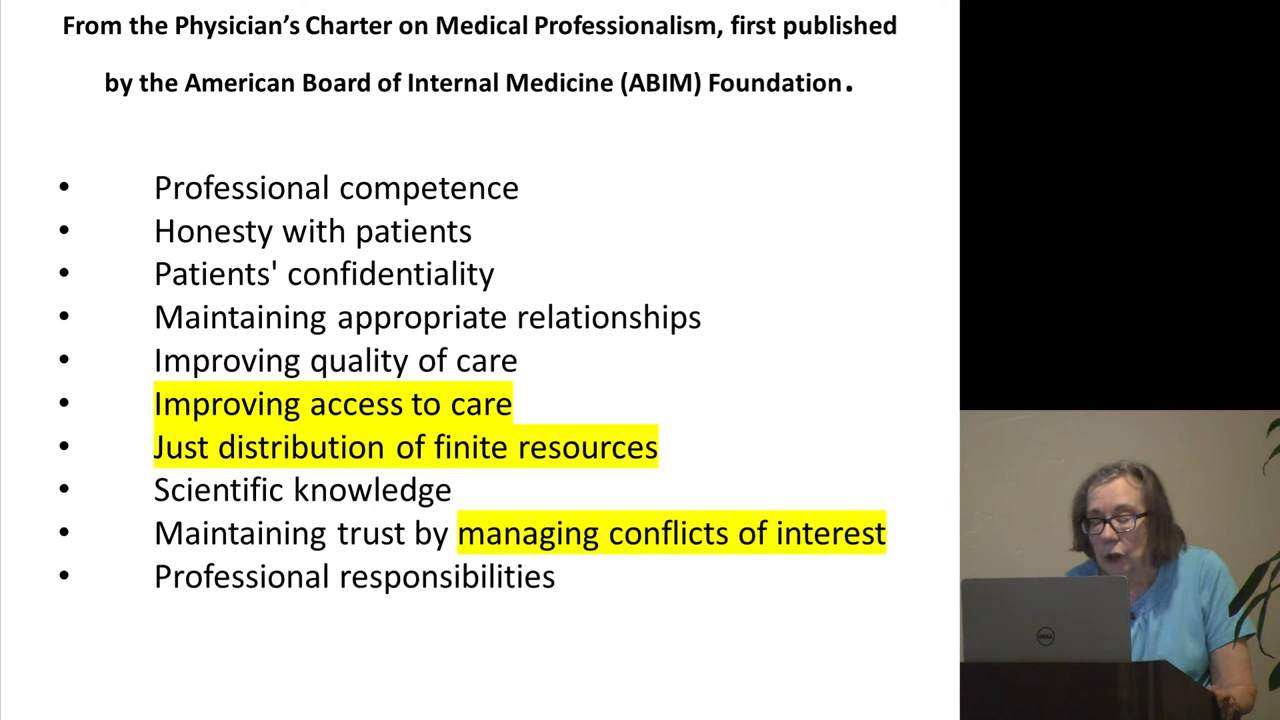 From the Physician's Charter on Medical Professionalism, first published
by the American Board of Internal Medicine (ABIM) Foundation.
• Professional competence
• Honesty with patients
• Patients' confidentiality
• Maintaining appropriate relationships
• Improving quality of care
• Improving access to care
• Just distribution of finite resources
• Scientific knowledge
• Maintaining trust by managing conflicts of interest
• Professional responsibilities
DELL